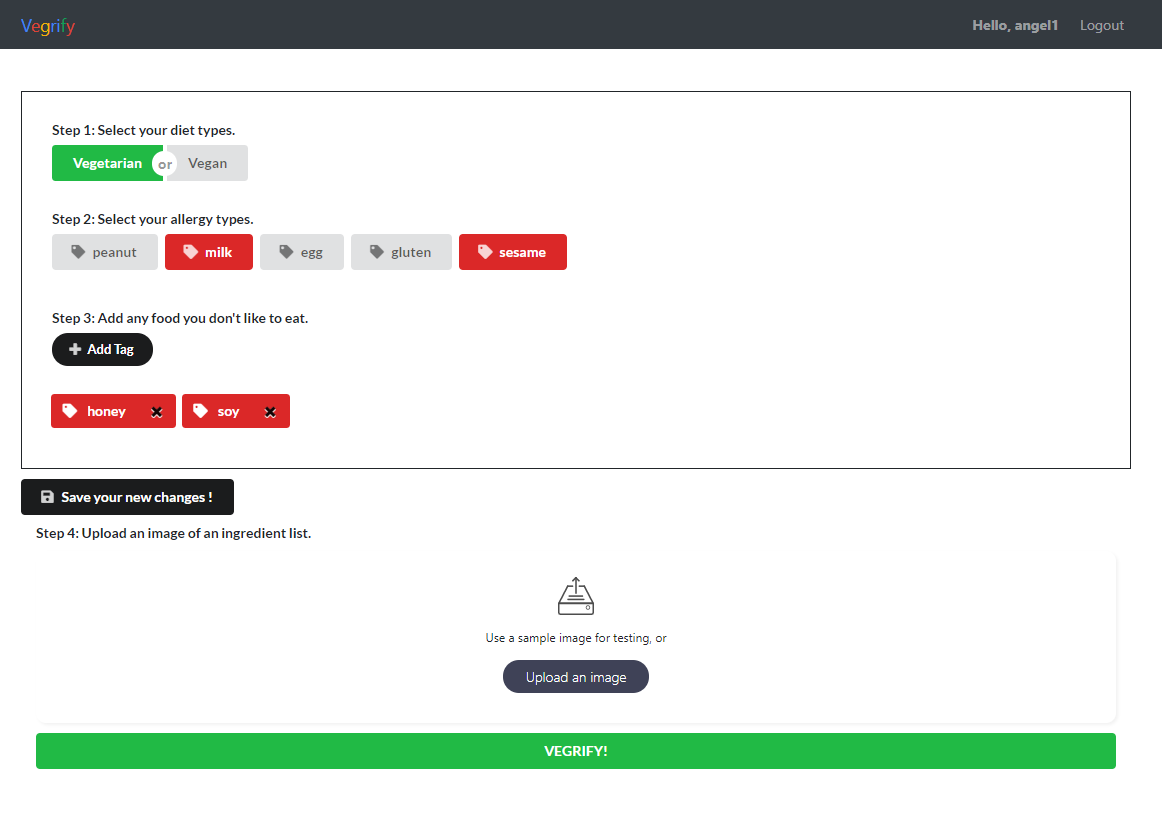 Vegrify Hello, angel1 Logout
Step 1: Select your diet types.
Vegetarian or Vegan
Step 2: Select your allergy types.
peanut milk egg gluten sesame
Step 3: Add any food you don't like to eat.
Add Tag
honey soy
Save your new changes !
Step 4: Upload an image of an ingredient list.
Use a sample image for testing, or
Upload an image
VEGRIFY!